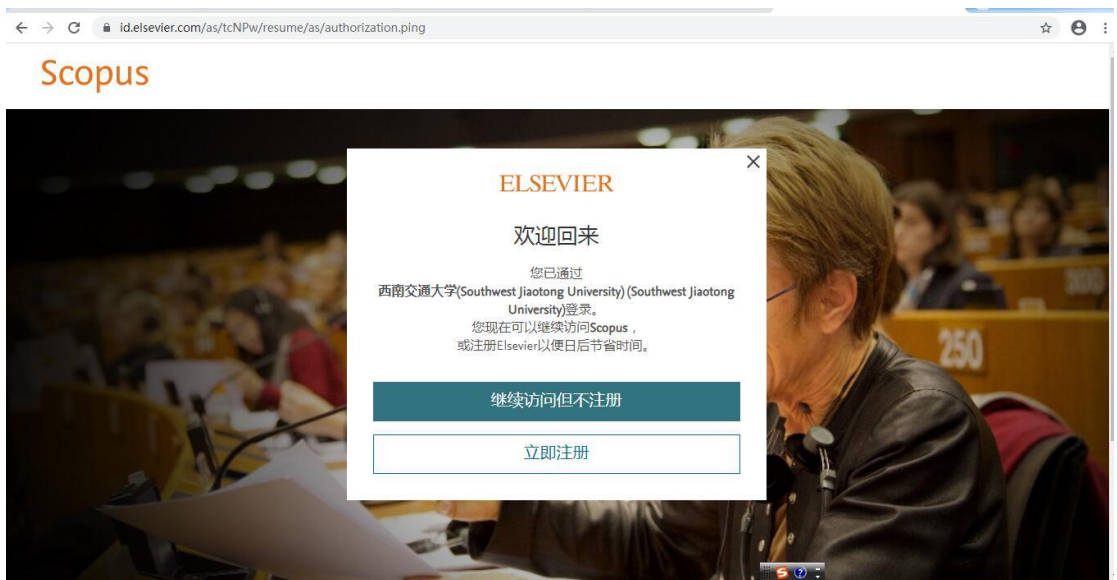 id.elsevier.com/as/tcNPw/resume/as/authorization.ping
Scopus
ELSEVIER
欢迎回来
您已通过
西南交通大学(Southwest Jiaotong University) (Southwest Jiaotong
University)登录。
您现在可以继续访问Scopus，
或注册Elsevier以便日后节省时间。
继续访问但不注册
立即注册
300
250